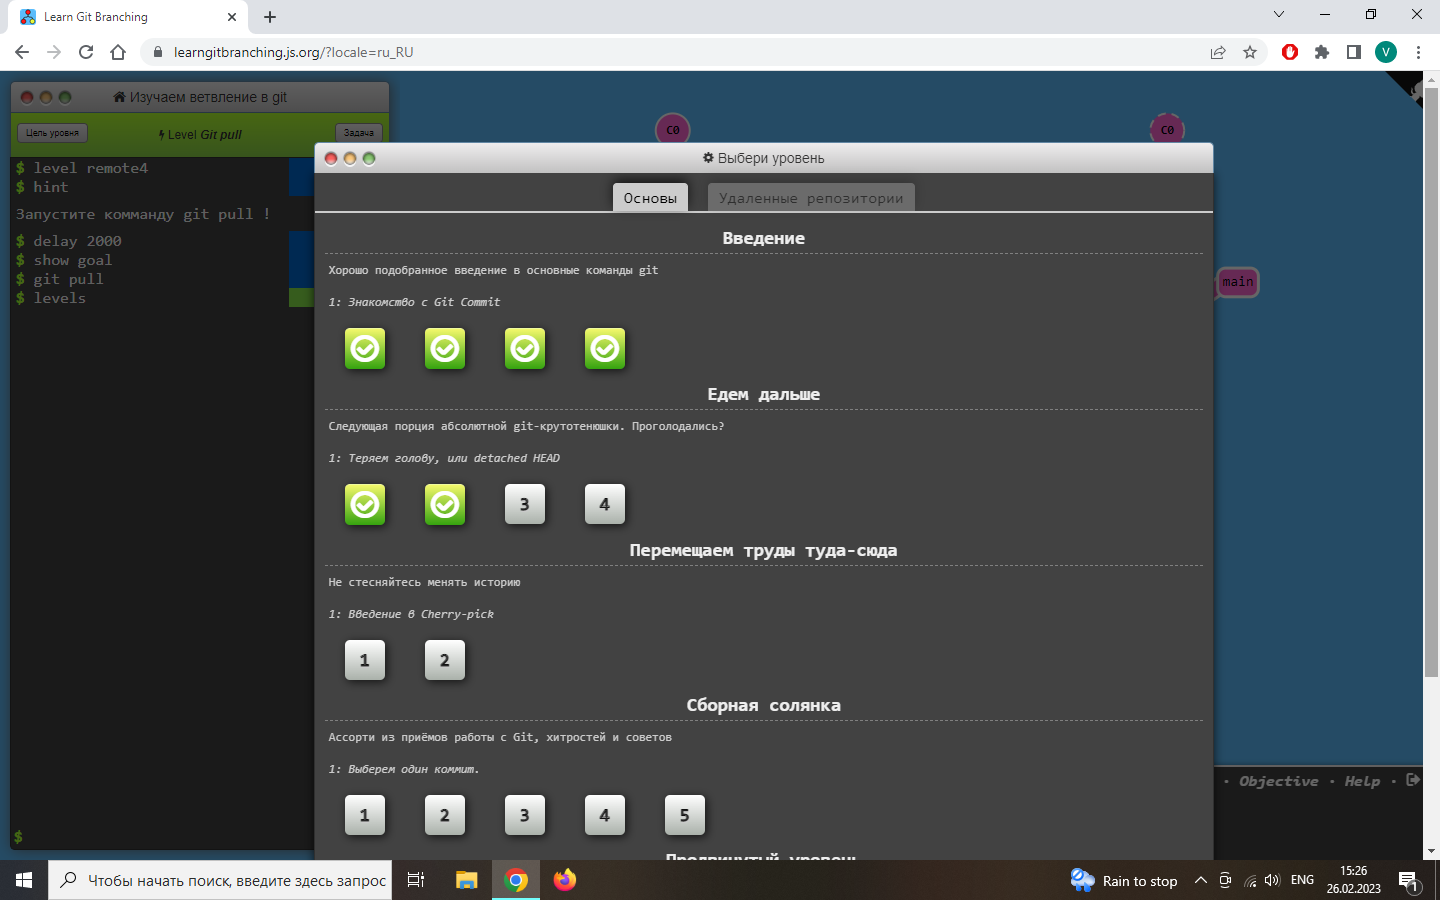 Learn Git Branching
learngitbranching.js.org/?locale=ru_RU
V
Изучаем ветвление в git
Цель уровня
Level Git pull
Задача
$ level remote4
$ hint
Запустите комманду git pull !
$ delay 2000
$ show goal
$ git pull
$ levels
$
C0
C0
main
Выбери уровень
Основы
Удаленные репозитории
Введение
Хорошо подобранное введение в основные команды git
1: Знакомство с Git Commit
Едем дальше
Следующая порция абсолютной git-крутотенюшки. Проголодались?
1: Теряем голову, или detached HEAD
3 4
Перемещаем труды туда-сюда
Не стесняйтесь менять историю
1: Введение в Cherry-pick
1 2
Сборная солянка
Ассорти из приёмов работы с Git, хитростей и советов
1: Выберем один коммит.
1 2 3 4 5
Продвинутый уровень
· Objective · Help ·
Чтобы начать поиск, введите здесь запрос
Rain to stop
ENG
15:26
26.02.2023
1